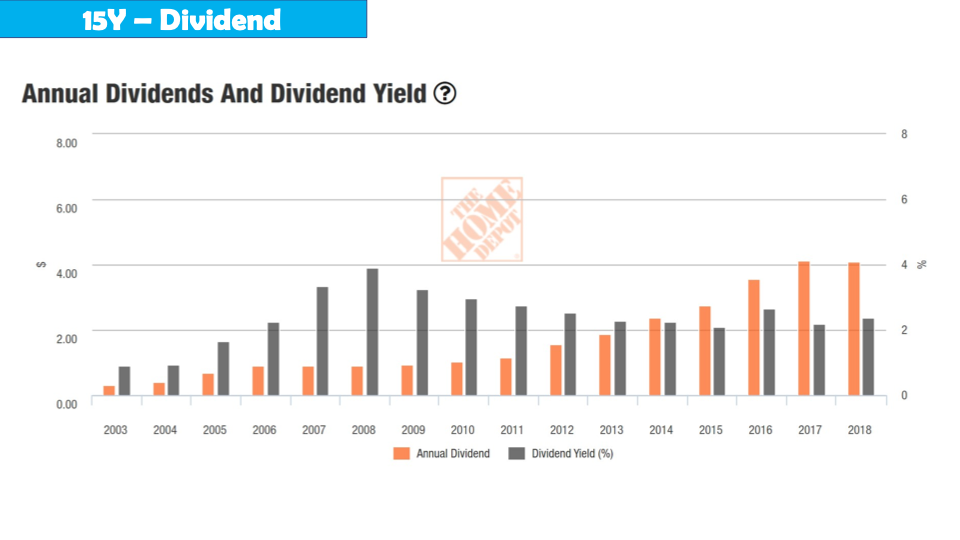 15Y – Dividend
Annual Dividends And Dividend Yield ?
8.00
6.00
4.00
2.00
0.00
$
8
6
4
2
0
%
THE
HOME
DEPOT
2003 2004 2005 2006 2007 2008 2009 2010 2011 2012 2013 2014 2015 2016 2017 2018
Annual Dividend Dividend Yield (%)